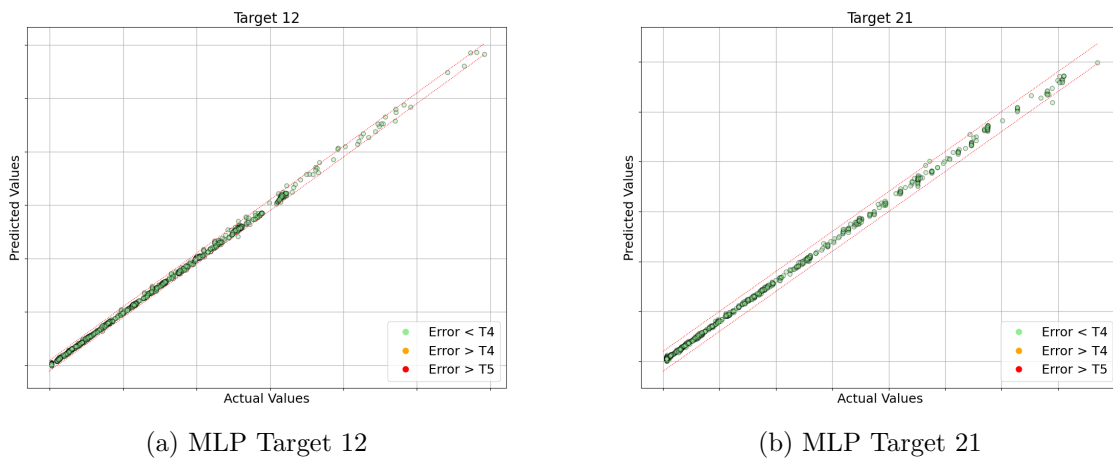 Target 12
Predicted Values
Error < T4
Error > T4
Error > T5
Actual Values
(a) MLP Target 12
Target 21
Predicted Values
Error < T4
Error > T4
Error > T5
Actual Values
(b) MLP Target 21